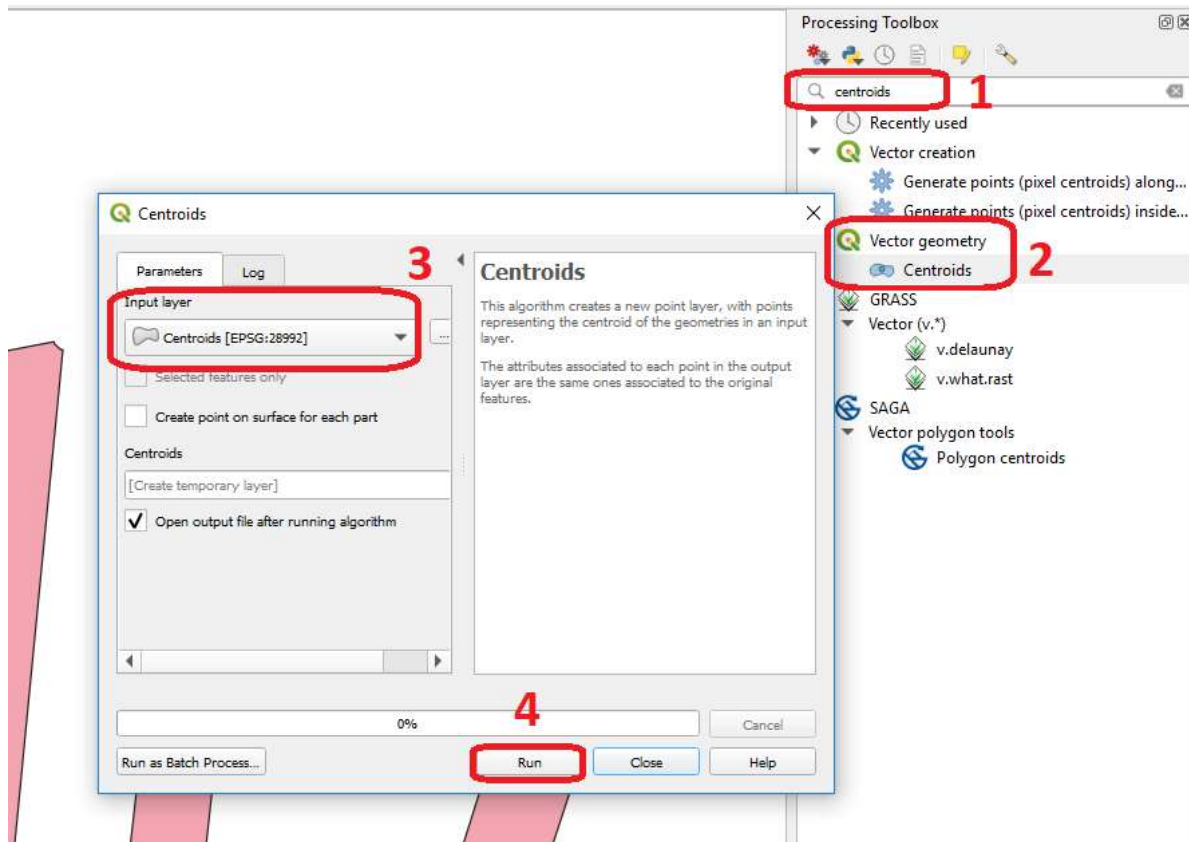 Processing Toolbox
centroids
1
Recently used
Vector creation
Generate points (pixel centroids) along...
Generate points (pixel centroids) inside...
Vector geometry
2
Centroids
GRASS
Vector (v.*)
v.delaunay
v.what.rast
SAGA
Vector polygon tools
Polygon centroids
Centroids
Parameters
Log
3
Input layer
Centroids [EPSG:28992]
...
Selected features only
Create point on surface for each part
Centroids
[Create temporary layer]
Open output file after running algorithm
Centroids
This algorithm creates a new point layer, with points
representing the centroid of the geometries in an input
layer.
The attributes associated to each point in the output
layer are the same ones associated to the original
features.
0%
4
Cancel
Run as Batch Process...
Run
Close
Help